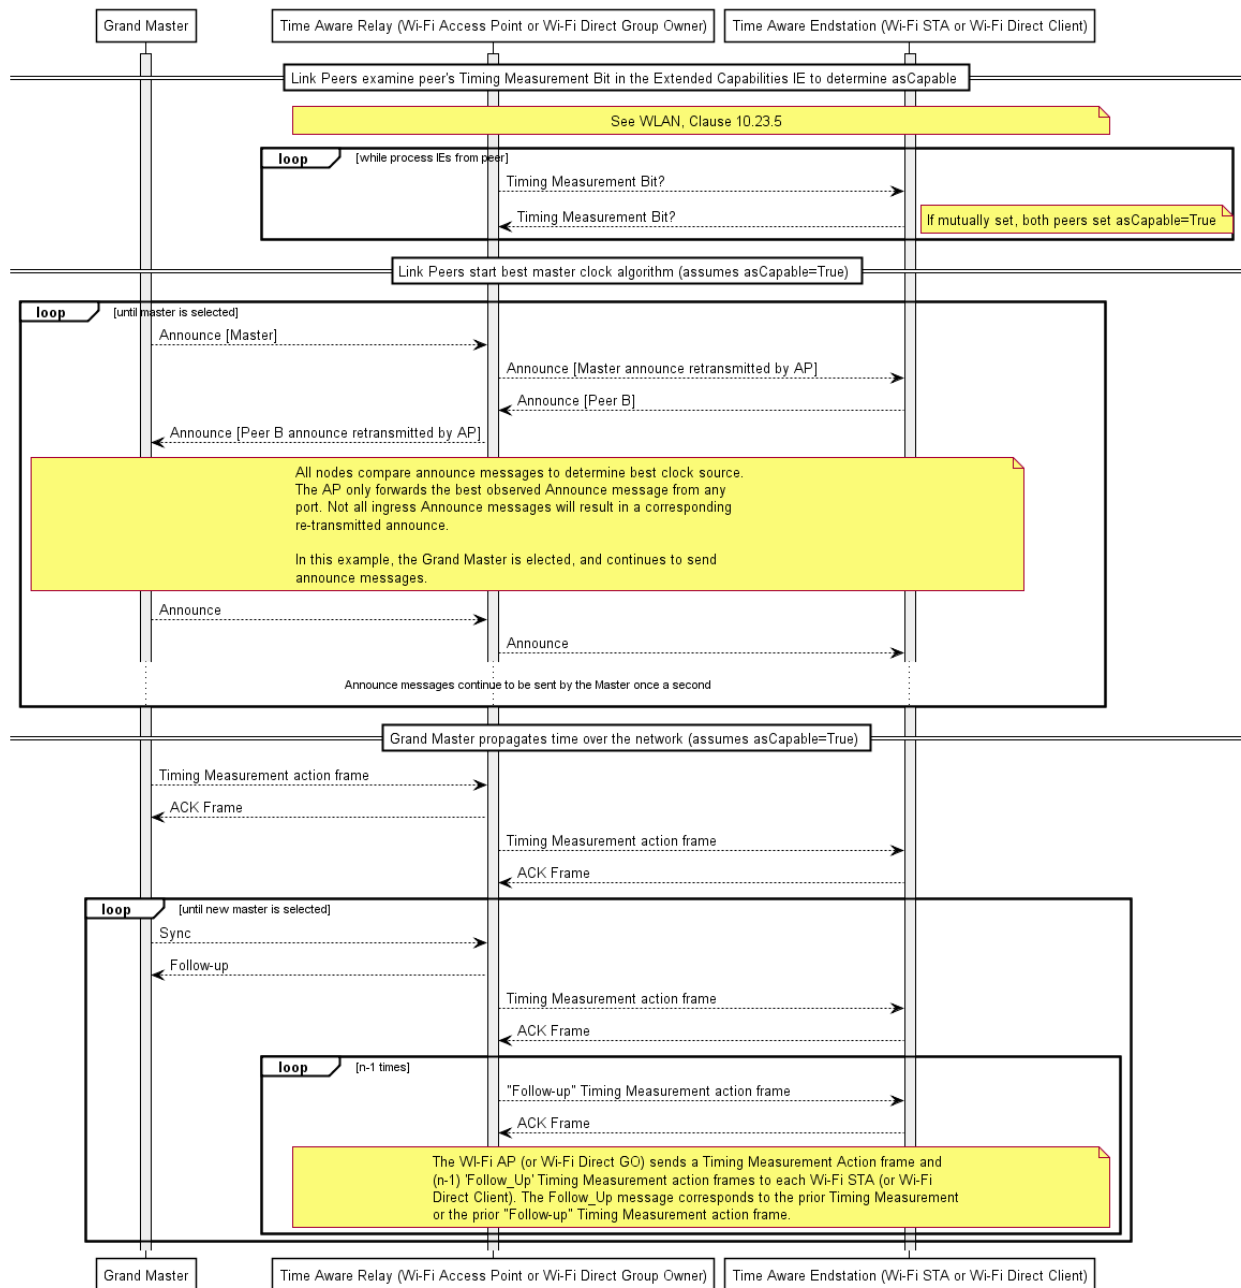 Grand Master
Time Aware Relay (Wi-Fi Access Point or Wi-Fi Direct Group Owner)
Time Aware Endstation (Wi-Fi STA or Wi-Fi Direct Client)
Link Peers examine peer's Timing Measurement Bit in the Extended Capabilities IE to determine asCapable
See WLAN, Clause 10.23.5
loop
[while process IEs from peer]
Timing Measurement Bit?
Timing Measurement Bit?
If mutually set, both peers set asCapable=True
Link Peers start best master clock algorithm (assumes asCapable=True)
loop
[until master is selected]
Announce [Master]
Announce [Master announce retransmitted by AP]
Announce [Peer B]
Announce [Peer B announce retransmitted by AP]
All nodes compare announce messages to determine best clock source.
The AP only forwards the best observed Announce message from any
port. Not all ingress Announce messages will result in a corresponding
re-transmitted announce.
In this example, the Grand Master is elected, and continues to send
announce messages.
Announce
Announce
Announce messages continue to be sent by the Master once a second
Grand Master propagates time over the network (assumes asCapable=True)
Timing Measurement action frame
ACK Frame
Timing Measurement action frame
ACK Frame
loop
[until new master is selected]
Sync
Follow-up
Timing Measurement action frame
ACK Frame
loop
[n-1 times]
"Follow-up" Timing Measurement action frame
ACK Frame
The WI-Fi AP (or Wi-Fi Direct GO) sends a Timing Measurement Action frame and
(n-1) 'Follow_Up' Timing Measurement action frames to each Wi-Fi STA (or Wi-Fi
Direct Client). The Follow_Up message corresponds to the prior Timing Measurement
or the prior "Follow-up" Timing Measurement action frame.
Grand Master
Time Aware Relay (Wi-Fi Access Point or Wi-Fi Direct Group Owner)
Time Aware Endstation (Wi-Fi STA or Wi-Fi Direct Client)